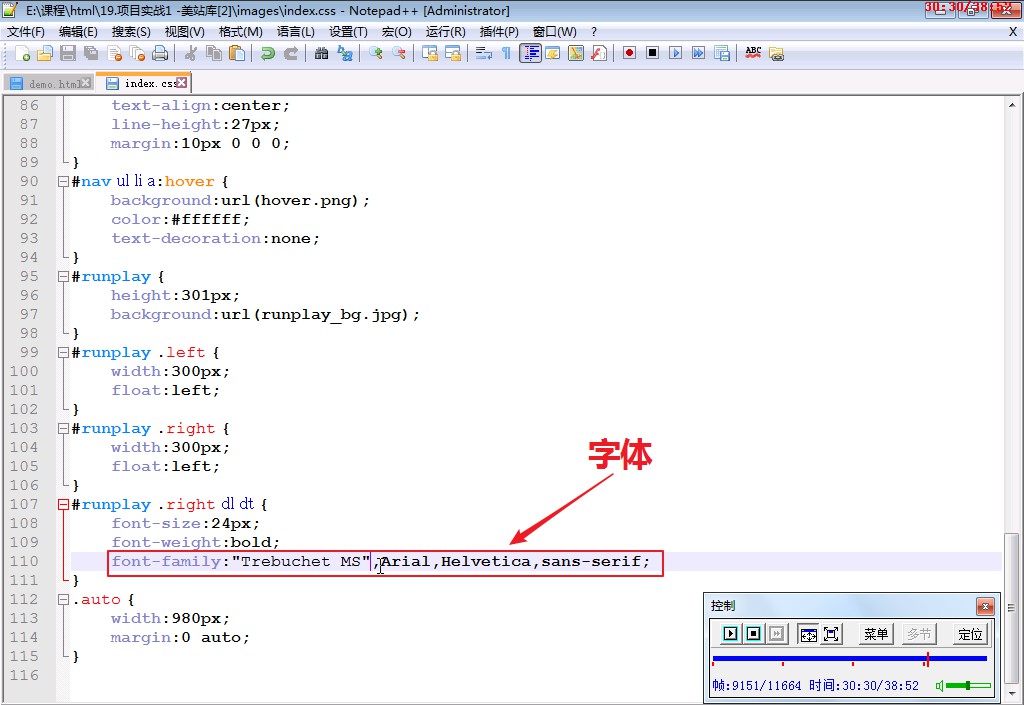 E:\课程\html\19.项目实战1 -美站库[2]\images\index.css - Notepad++ [Administrator]
30:30/38:52
文件(F) 编辑(E) 搜索(S) 视图(V) 格式(M) 语言(L) 设置(T) 宏(O) 运行(R) 插件(P) 窗口(W) ? X
ABC
demo.html index.css
86 text-align:center;
87 line-height:27px;
88 margin:10px 0 0 0;
89 }
90 #nav ul li a:hover {
91 background:url(hover.png);
92 color:#ffffff;
93 text-decoration:none;
94 }
95 #runplay {
96 height:301px;
97 background:url(runplay_bg.jpg);
98 }
99 #runplay .left {
100 width:300px;
101 float:left;
102 }
103 #runplay .right {
104 width:300px;
105 float:left;
106 }
字体
107 #runplay .right dl dt {
108 font-size:24px;
109 font-weight:bold;
110 font-family:"Trebuchet MS",Arial,Helvetica,sans-serif;
111 }
112 .auto {
113 width:980px;
114 margin:0 auto;
115 }
116
控制
菜单 多节 定位
帧:9151/11664 时间:30:30/38:52